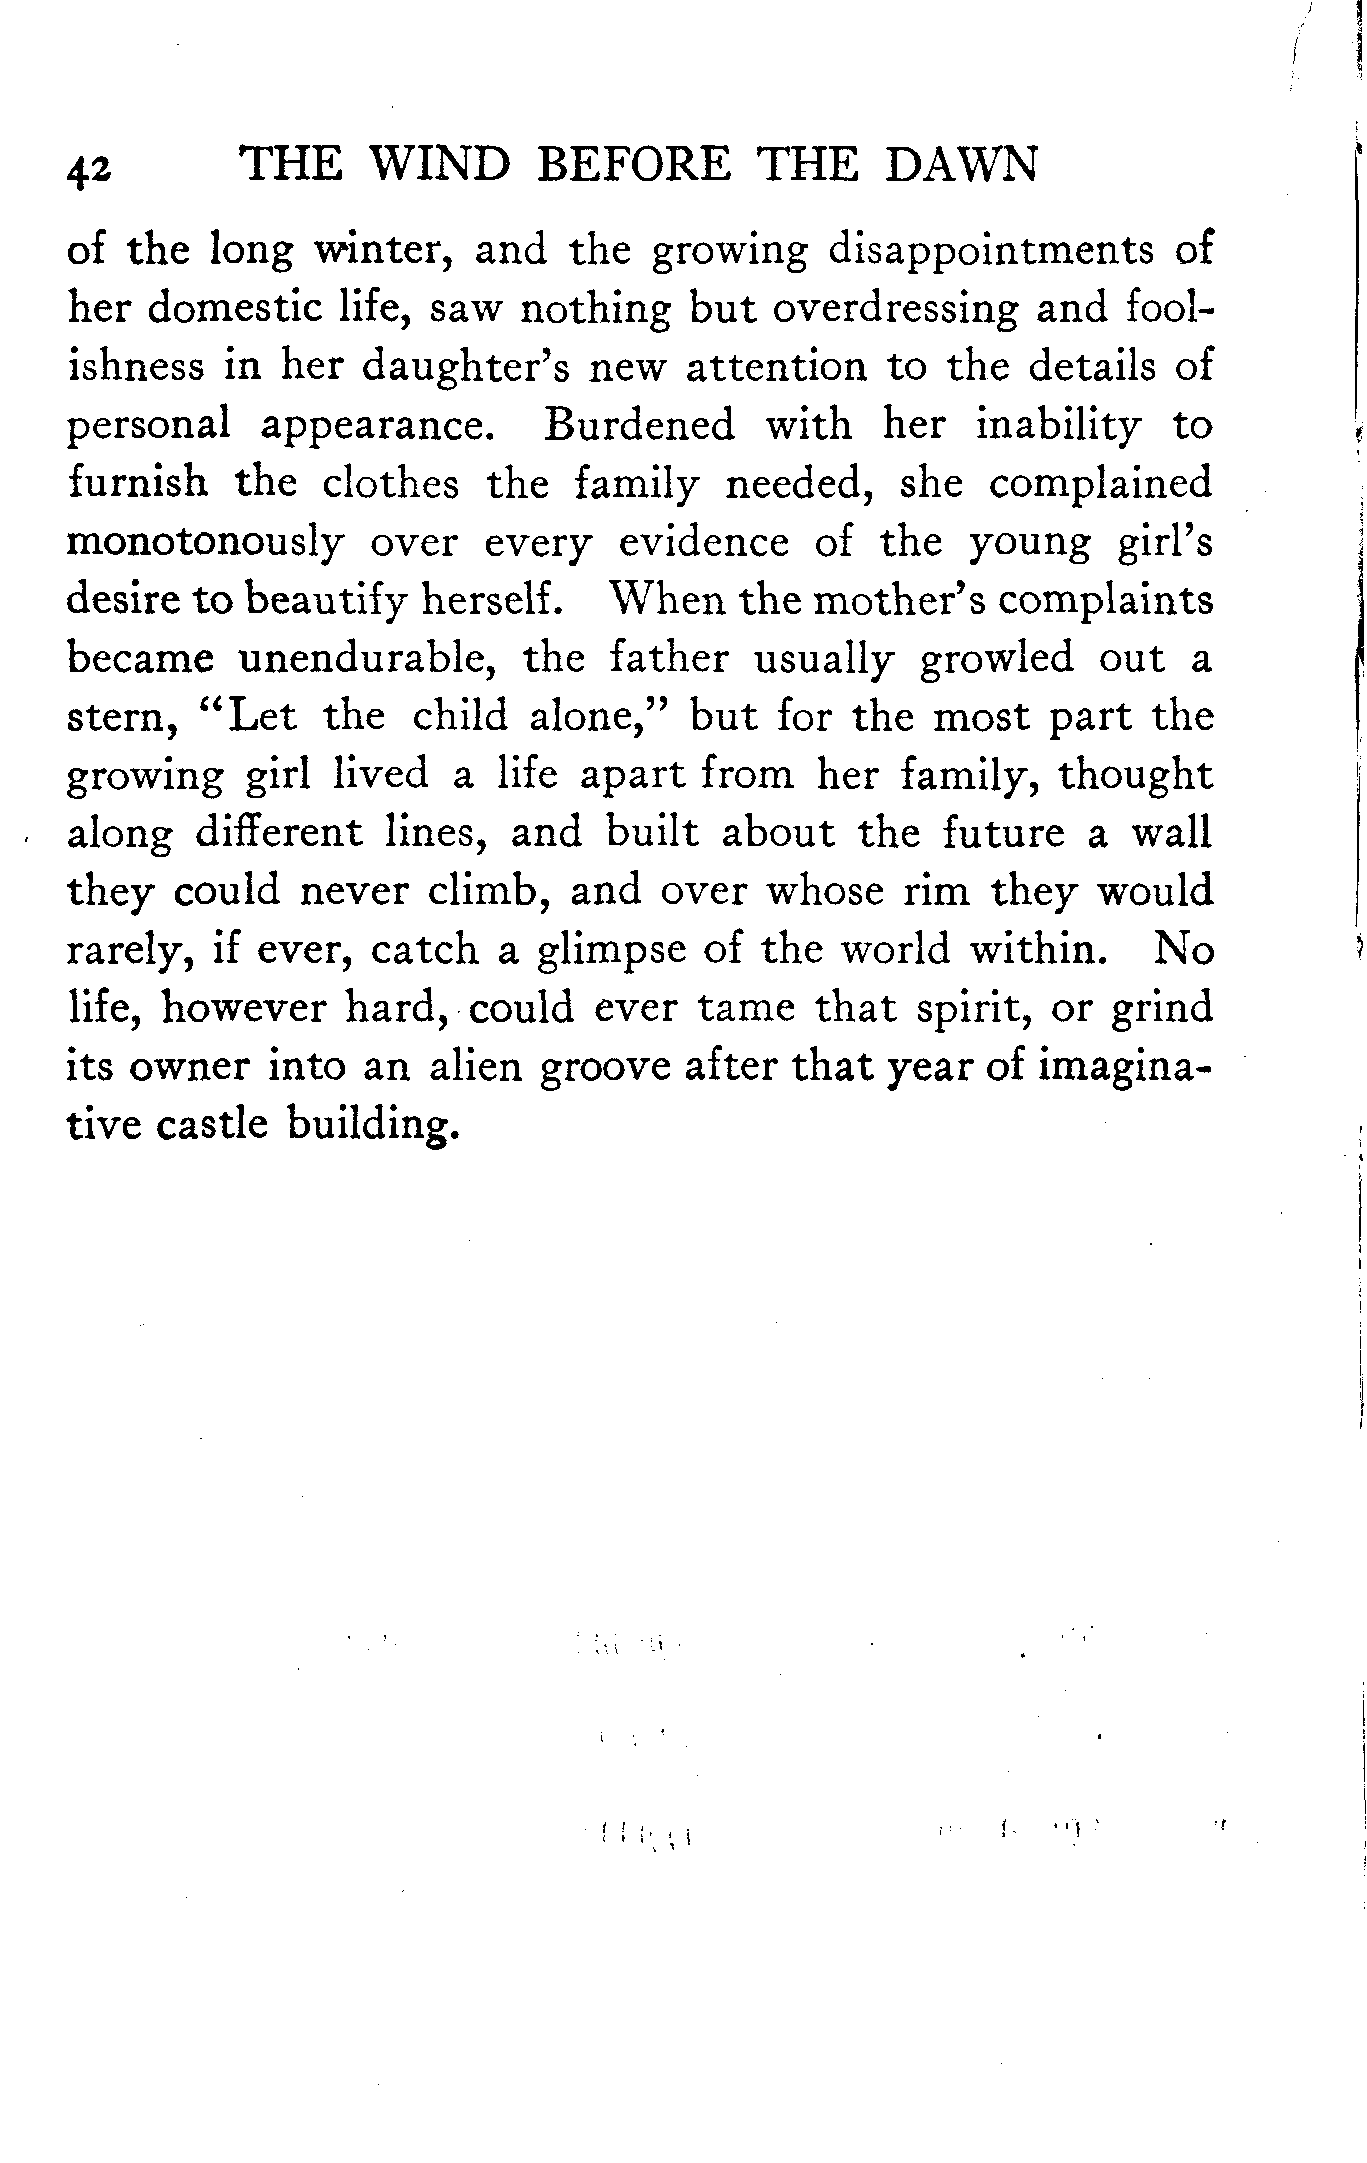 42 THE WIND BEFORE THE DAWN
of the long winter, and the growing disappointments of
her domestic life, saw nothing but overdressing and fool-
ishness in her daughter's new attention to the details of
personal appearance. Burdened with her inability to
furnish the clothes the family needed, she complained
monotonously over every evidence of the young girl's
desire to beautify herself. When the mother's complaints
became unendurable, the father usually growled out a
stern, “Let the child alone,” but for the most part the
growing girl lived a life apart from her family, thought
along different lines, and built about the future a wall
they could never climb, and over whose rim they would
rarely, if ever, catch a glimpse of the world within. No
life, however hard, could ever tame that spirit, or grind
its owner into an alien groove after that year of imagina-
tive castle building.